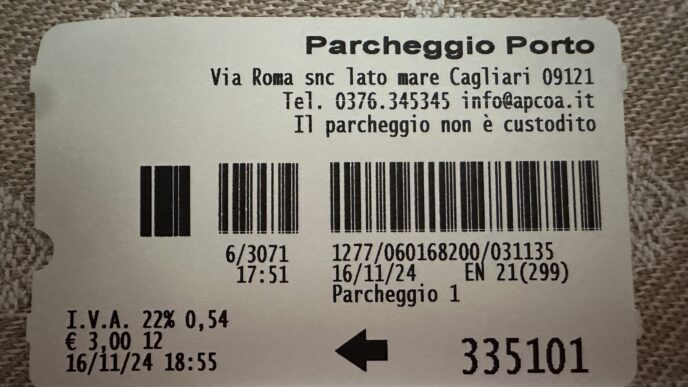 Parcheggio Porto
Via Roma snc lato mare Cagliari 09121
Tel. 0376.345345 info@apcoa.it
Il parcheggio non è custodito
6/3071 1277/060168200/031135
17:51 16/11/24 EN 21(299)
Parcheggio 1
I.V.A. 22% 0,54
€ 3,00 12
16/11/24 18:55
335101